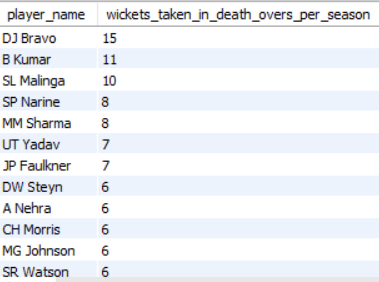 player_name wickets_taken_in_death_overs_per_season
DJ Bravo 15
B Kumar 11
SL Malinga 10
SP Narine 8
MM Sharma 8
UT Yadav 7
JP Faulkner 7
DW Steyn 6
A Nehra 6
CH Morris 6
MG Johnson 6
SR Watson 6